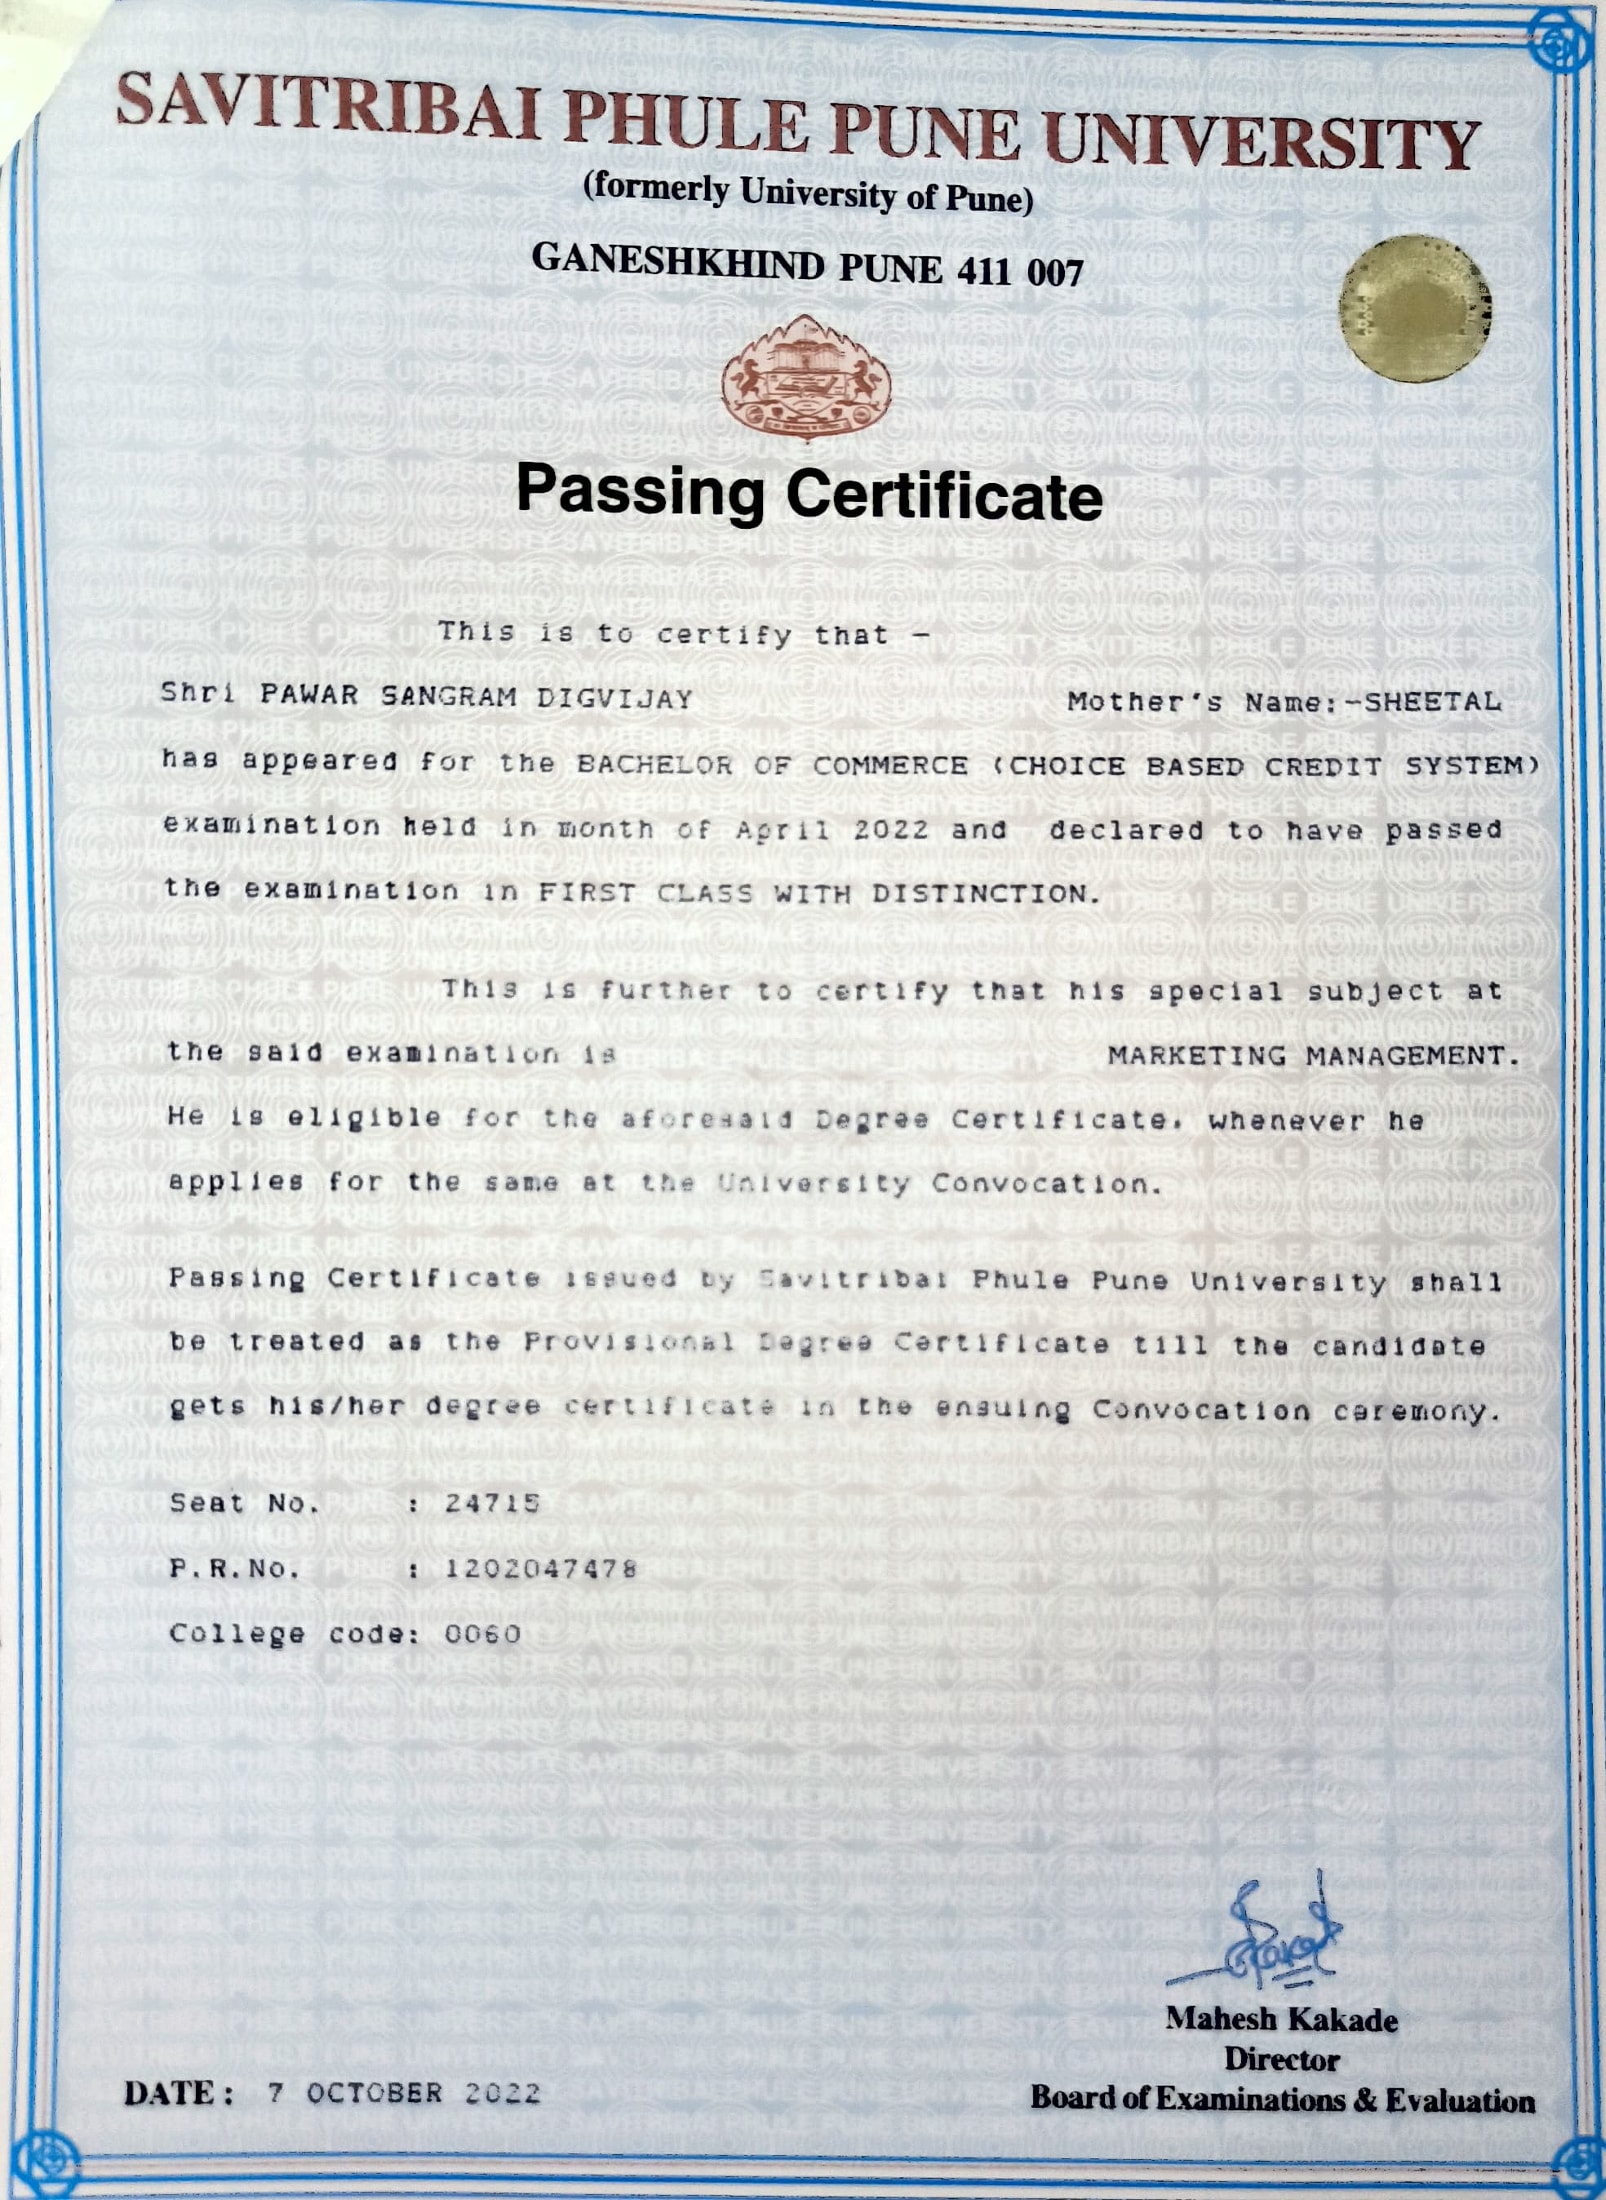 SAVITRIBAI PHULE PUNE UNIVERSITY
(formerly University of Pune)
GANESHKHIND PUNE 411 007
Passing Certificate
This is to certify that -
Shri PAWAR SANGRAM DIGVIJAY Mother's Name:-SHEETAL
has appeared for the BACHELOR OF COMMERCE (CHOICE BASED CREDIT SYSTEM)
examination held in month of April 2022 and declared to have passed
the examination in FIRST CLASS WITH DISTINCTION.
This is further to certify that his special subject at
the said examination is MARKETING MANAGEMENT.
He is eligible for the aforesaid Degree Certificate, whenever he
applies for the same at the University Convocation.
Passing Certificate issued by Savitribai Phule Pune University shall
be treated as the Provisional Degree Certificate till the candidate
gets his/her degree certificate in the ensuing Convocation ceremony.
Seat No. : 24715
P.R.No. : 1202047478
College code: 0060
Mahesh Kakade
Director
DATE : 7 OCTOBER 2022 Board of Examinations & Evaluation